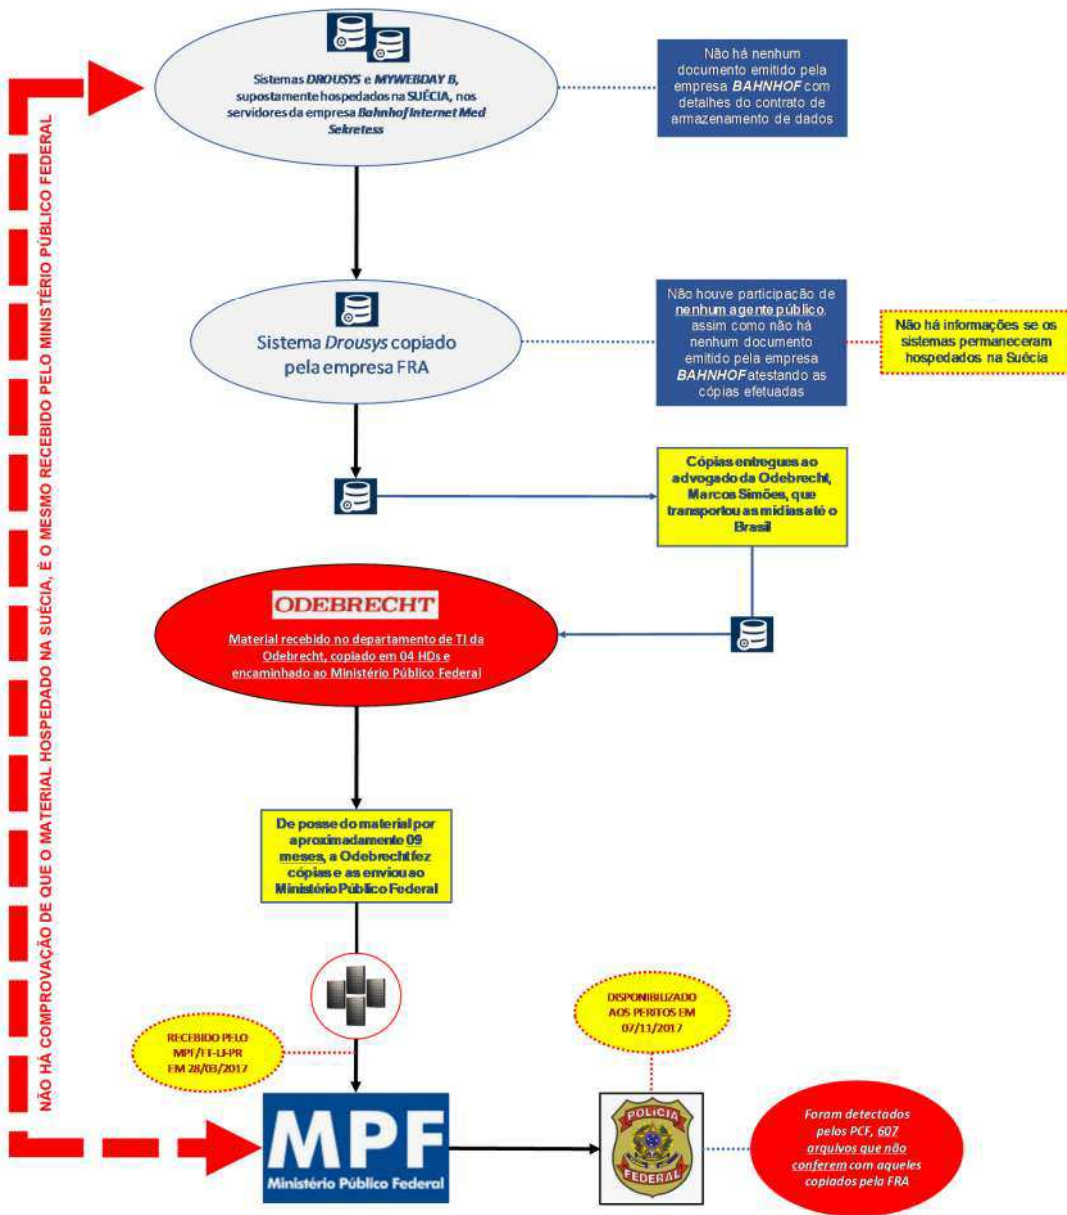 Sistemas DROUSYS e MYWEBDAY B,
supostamente hospedados na SUÉCIA, nos
servidores da empresa Bahnhof Internet Med
Sekretess
Não há nenhum
documento emitido pela
empresa BAHNHOF com
detalhes do contrato de
armazenamento de dados
NÃO HÁ COMPROVAÇÃO DE QUE O MATERIAL HOSPEDADO NA SUÉCIA, É O MESMO RECEBIDO PELO MINISTÉRIO PÚBLICO FEDERAL
Sistema Drousys copiado
pela empresa FRA
Não houve participação de
nenhum agente público,
assim como não há
nenhum documento
emitido pela empresa
BAHNHOF atestando as
cópias efetuadas
Não há informações se os
sistemas permaneceram
hospedados na Suécia
Cópias entregues ao
advogado da Odebrecht,
Marcos Simões, que
transportou as mídias até o
Brasil
ODEBRECHT
Material recebido no departamento de TI da
Odebrecht, copiado em 04 HDs e
encaminhado ao Ministério Público Federal
De posse do material por
aproximadamente 09
meses, a Odebrecht fez
cópias e as enviou ao
Ministério Público Federal
RECEBIDO PELO
MPF/FT-LJ-PR
EM 28/03/2017
DISPONIBILIZADO
AOS PERITOS EM
07/11/2017
MPF
Ministério Público Federal
POLÍCIA
FEDERAL
Foram detectados
pelos PCF, 607
arquivos que não
conferem com aqueles
copiados pela FRA